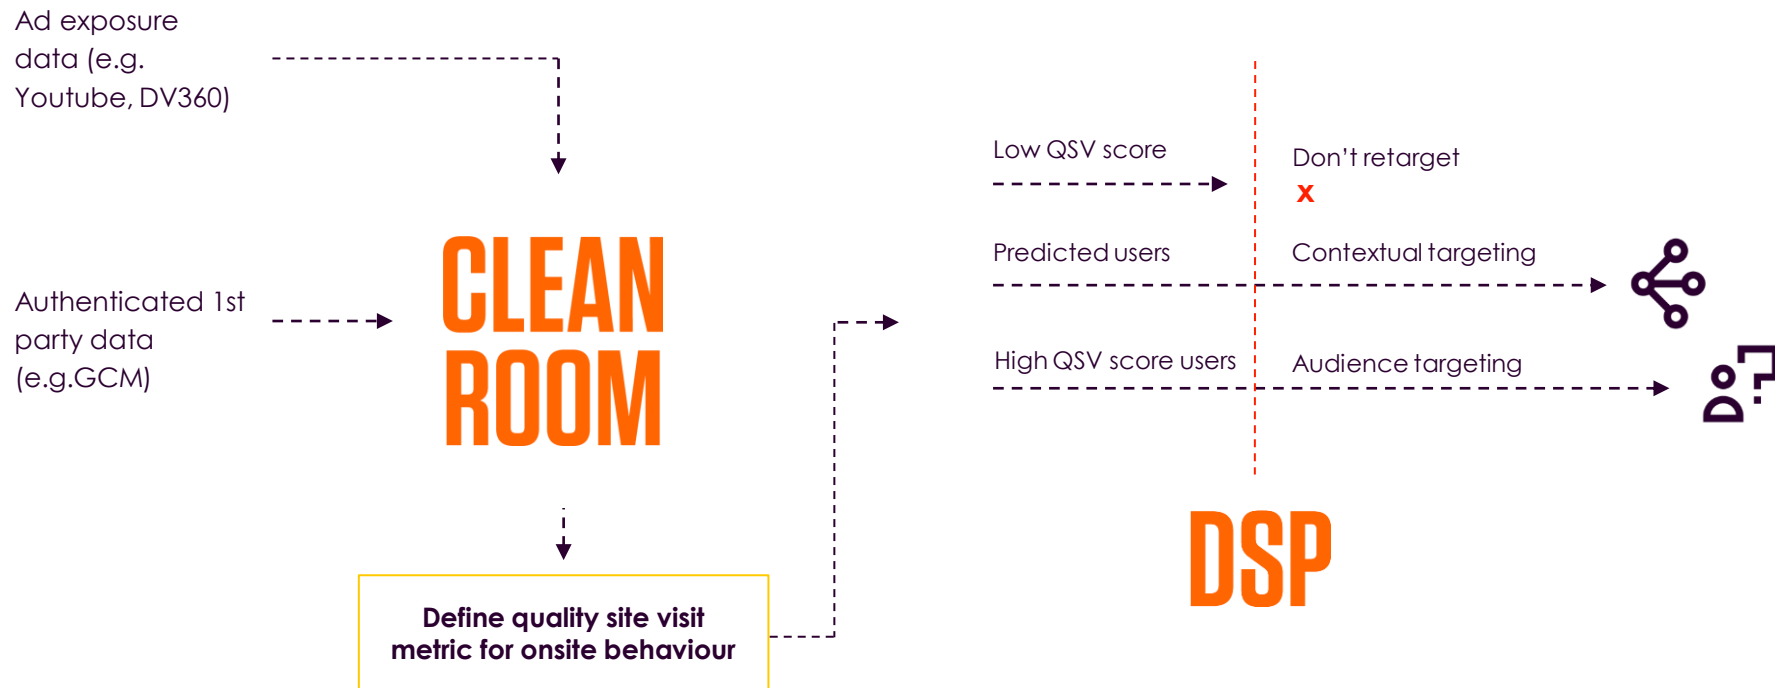 Ad exposure
data (e.g.
Youtube, DV360)
Authenticated 1st
party data
(e.g.GCM)
CLEAN
ROOM
Define quality site visit
metric for onsite behaviour
Low QSV score
Don’t retarget
x
Predicted users
Contextual targeting
High QSV score users
Audience targeting
DSP